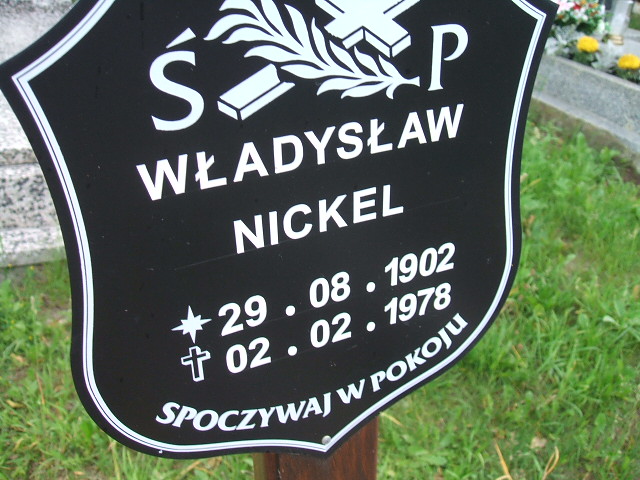 Ś P
WŁADYSŁAW
NICKEL
29.08.1902
02.02.1978
SPOCZYWAJ W POKOJU